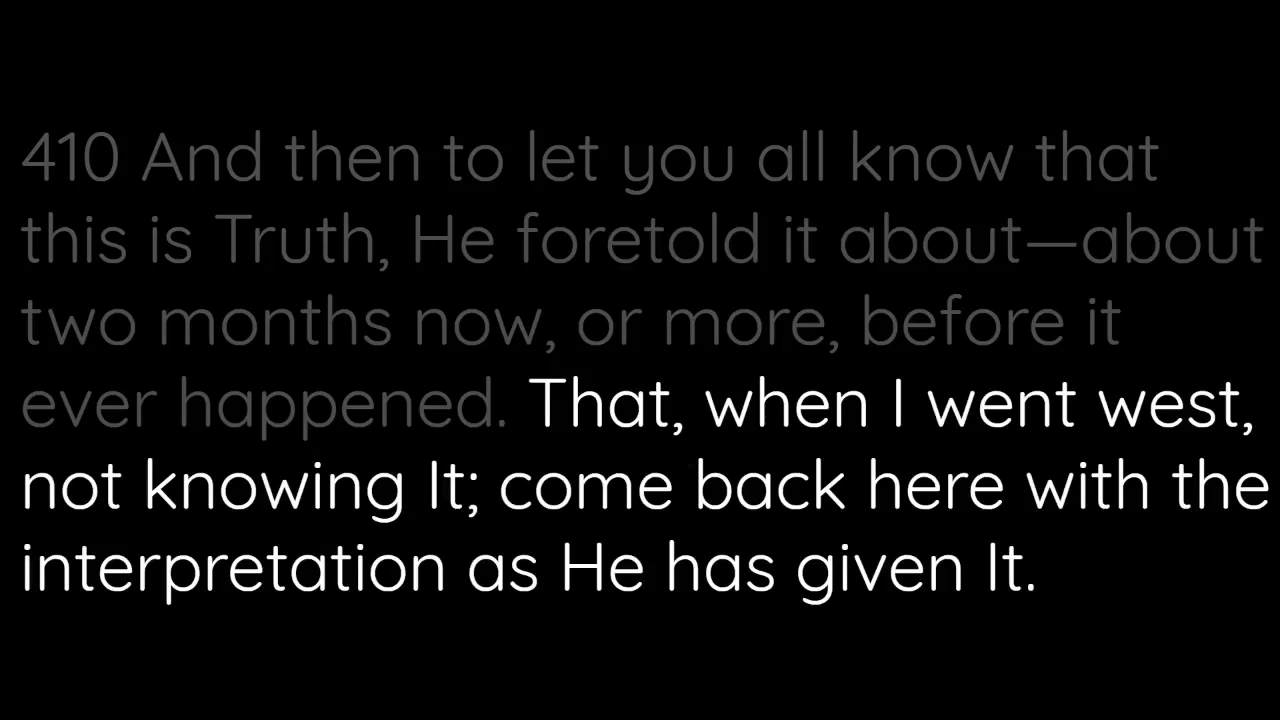 410 And then to let you all know that
this is Truth, He foretold it about—about
two months now, or more, before it
ever happened. That, when I went west,
not knowing It; come back here with the
interpretation as He has given It.